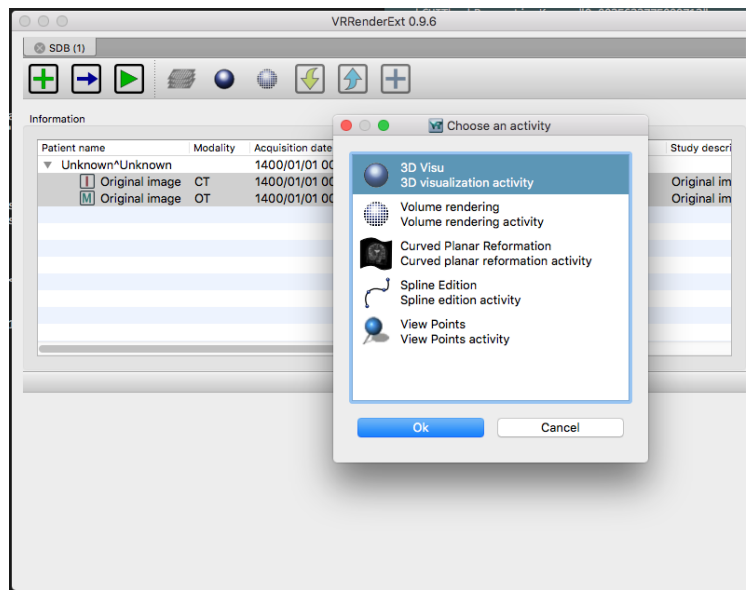 VRRenderExt 0.9.6
SDB (1)
Information
Patient name Modality Acquisition date Study descri
Unknown^Unknown 1400/01/01 00
I Original image CT 1400/01/01 00 Original im
M Original image OT 1400/01/01 00 Original im
Choose an activity
3D Visu
3D visualization activity
Volume rendering
Volume rendering activity
Curved Planar Reformation
Curved planar reformation activity
Spline Edition
Spline edition activity
View Points
View Points activity
Ok Cancel